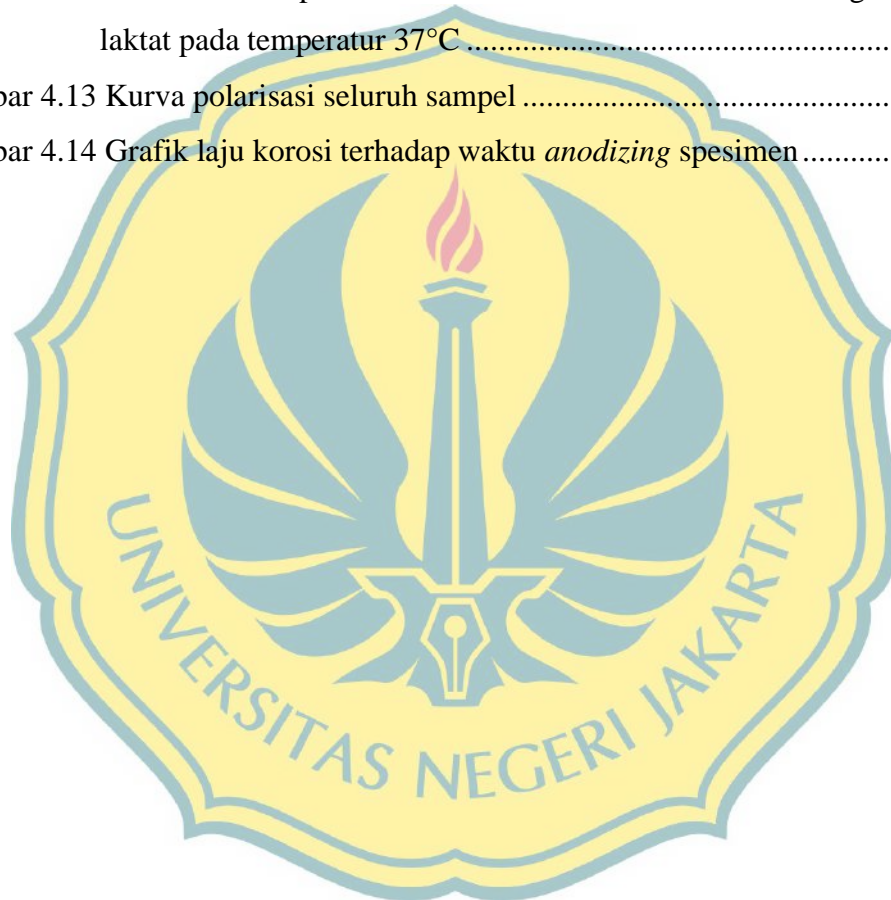 laktat pada temperatur 37°C ....................................................
bar 4.13 Kurva polarisasi seluruh sampel .............................................
bar 4.14 Grafik laju korosi terhadap waktu anodizing spesimen ...........
UNIVERSITAS NEGERI JAKARTA